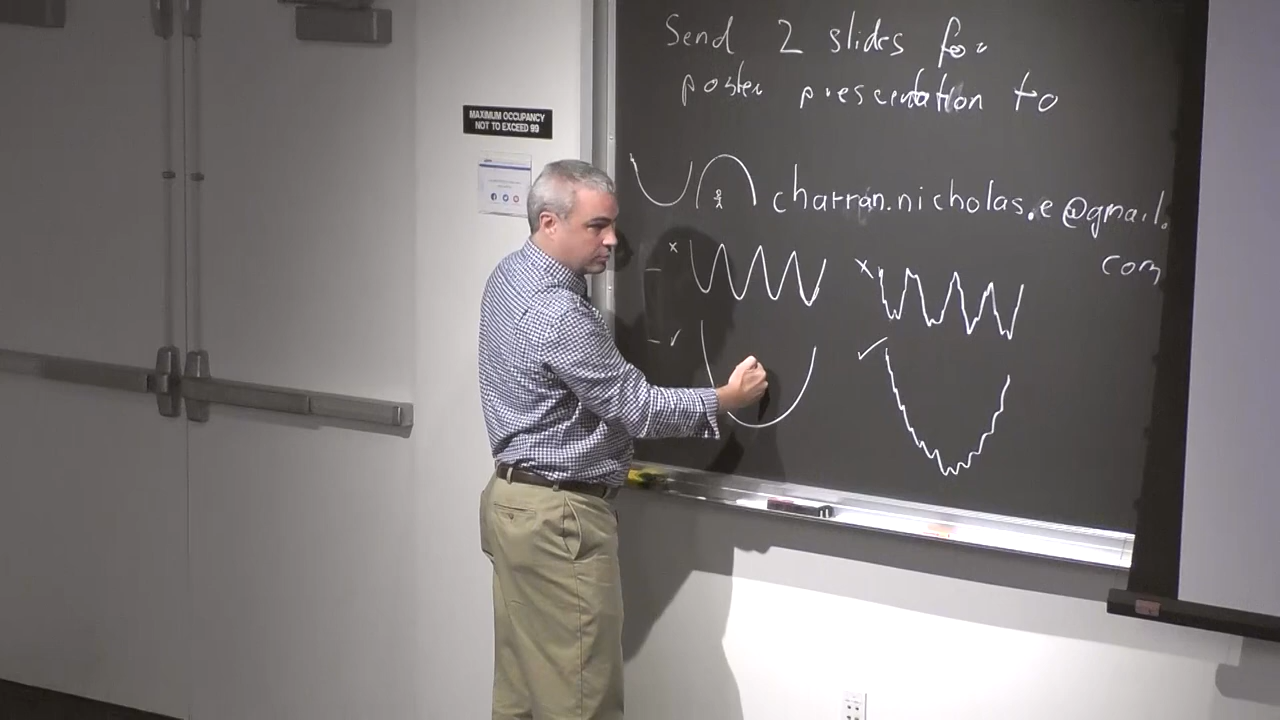 Send 2 slides for
poster presentation to
charran.nicholas.e@gmail.
com
MAXIMUM OCCUPANCY
NOT TO EXCEED 99